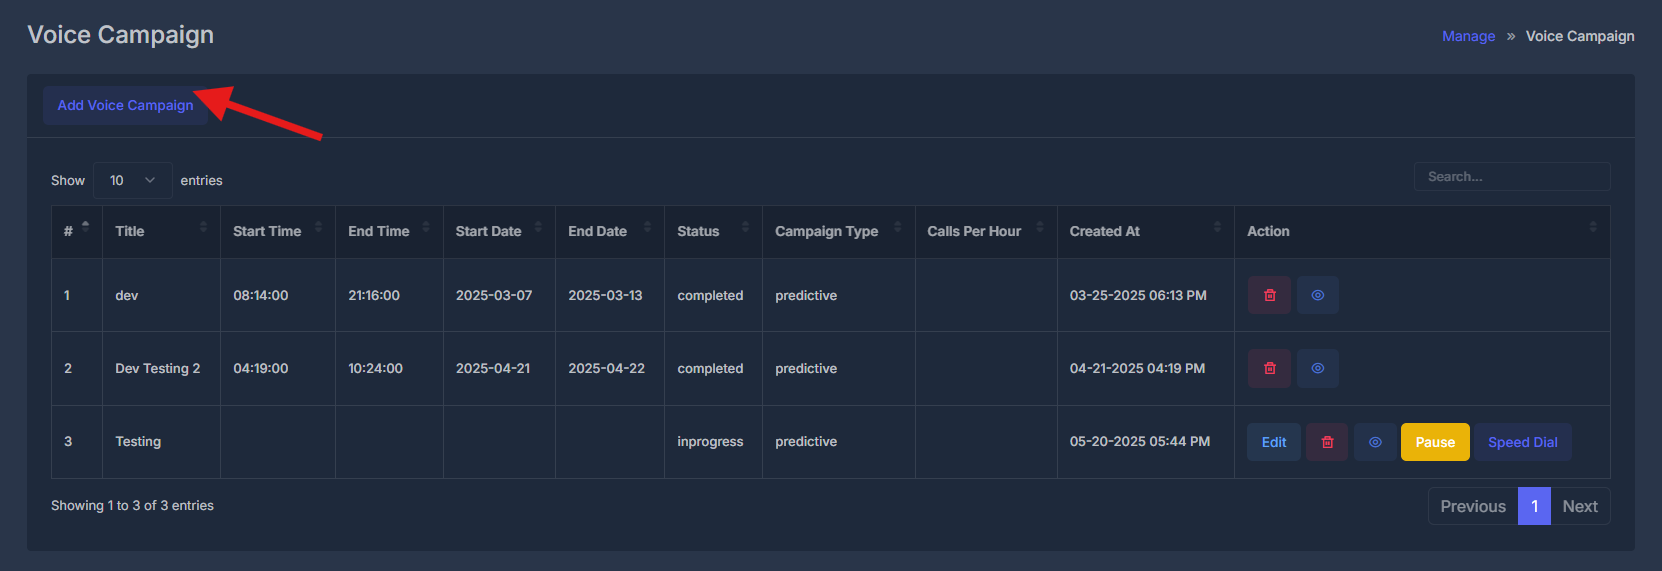 Voice Campaign
Manage » Voice Campaign
Add Voice Campaign
Show 10 entries
Search...
# Title Start Time End Time Start Date End Date Status Campaign Type Calls Per Hour Created At Action
1 dev 08:14:00 21:16:00 2025-03-07 2025-03-13 completed predictive 03-25-2025 06:13 PM
2 Dev Testing 2 04:19:00 10:24:00 2025-04-21 2025-04-22 completed predictive 04-21-2025 04:19 PM
3 Testing inprogress predictive 05-20-2025 05:44 PM Edit Pause Speed Dial
Showing 1 to 3 of 3 entries
Previous 1 Next